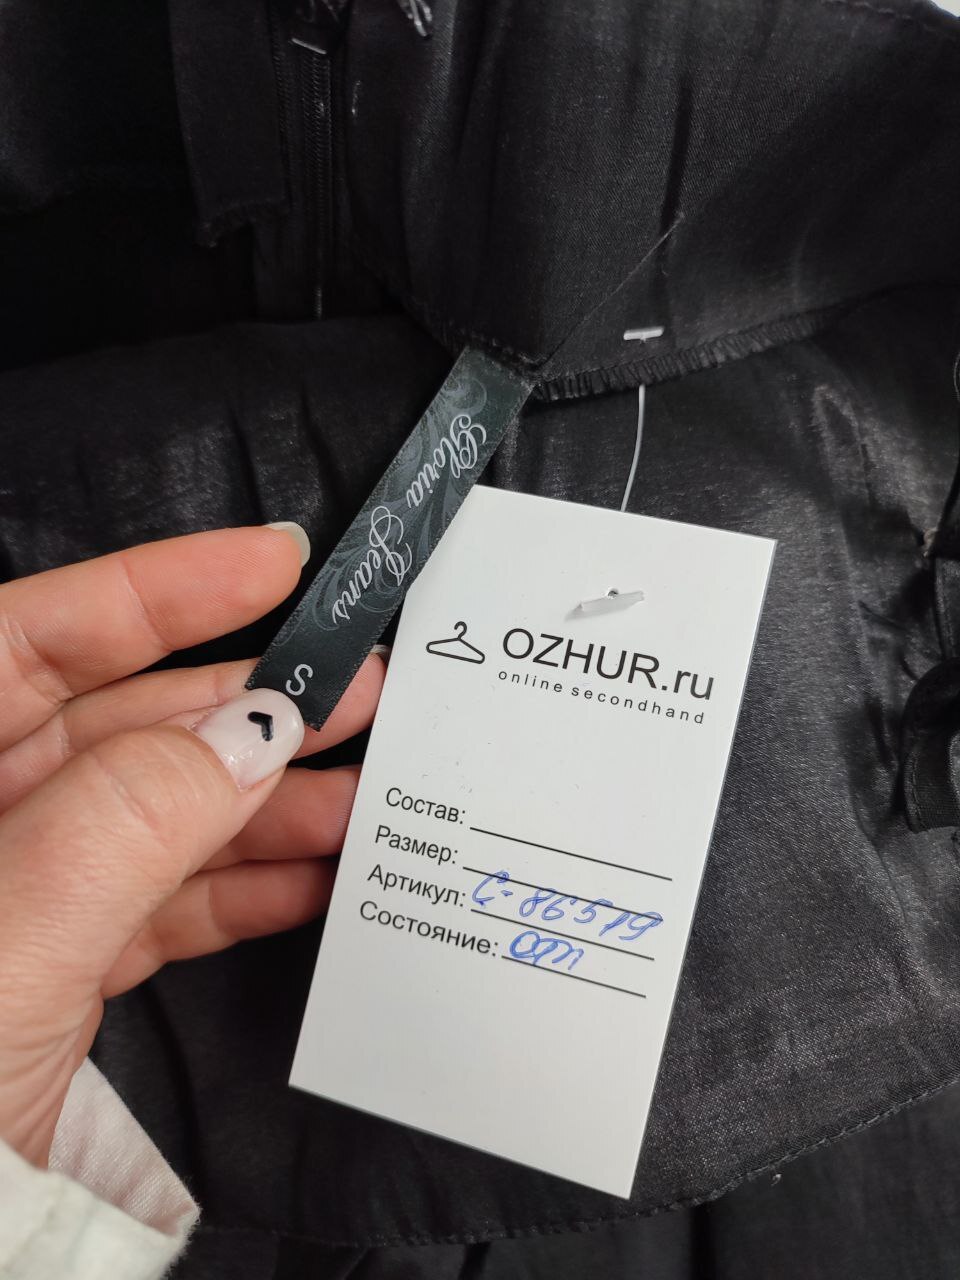 Gloria Jeans
S
OZHUR.ru
online secondhand
Состав:
Размер:
Артикул: С-86519
Состояние: отл